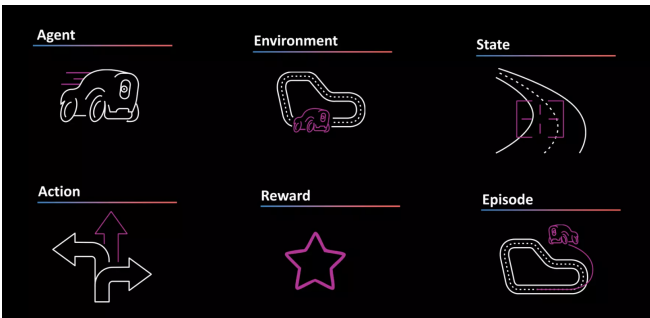 Agent
Environment
State
Action
Reward
Episode